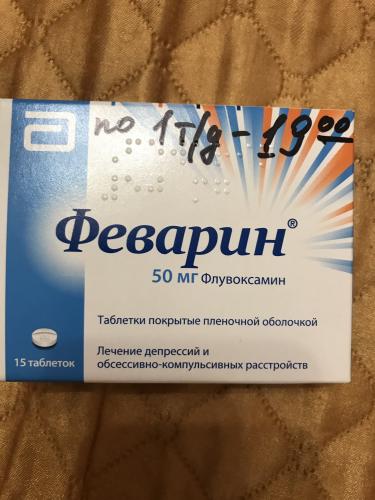 по 1т/д - 19⁰⁰
Феварин®
50 мг Флувоксамин
Таблетки покрытые пленочной оболочкой
15 таблеток
Лечение депрессий и
обсессивно-компульсивных расстройств